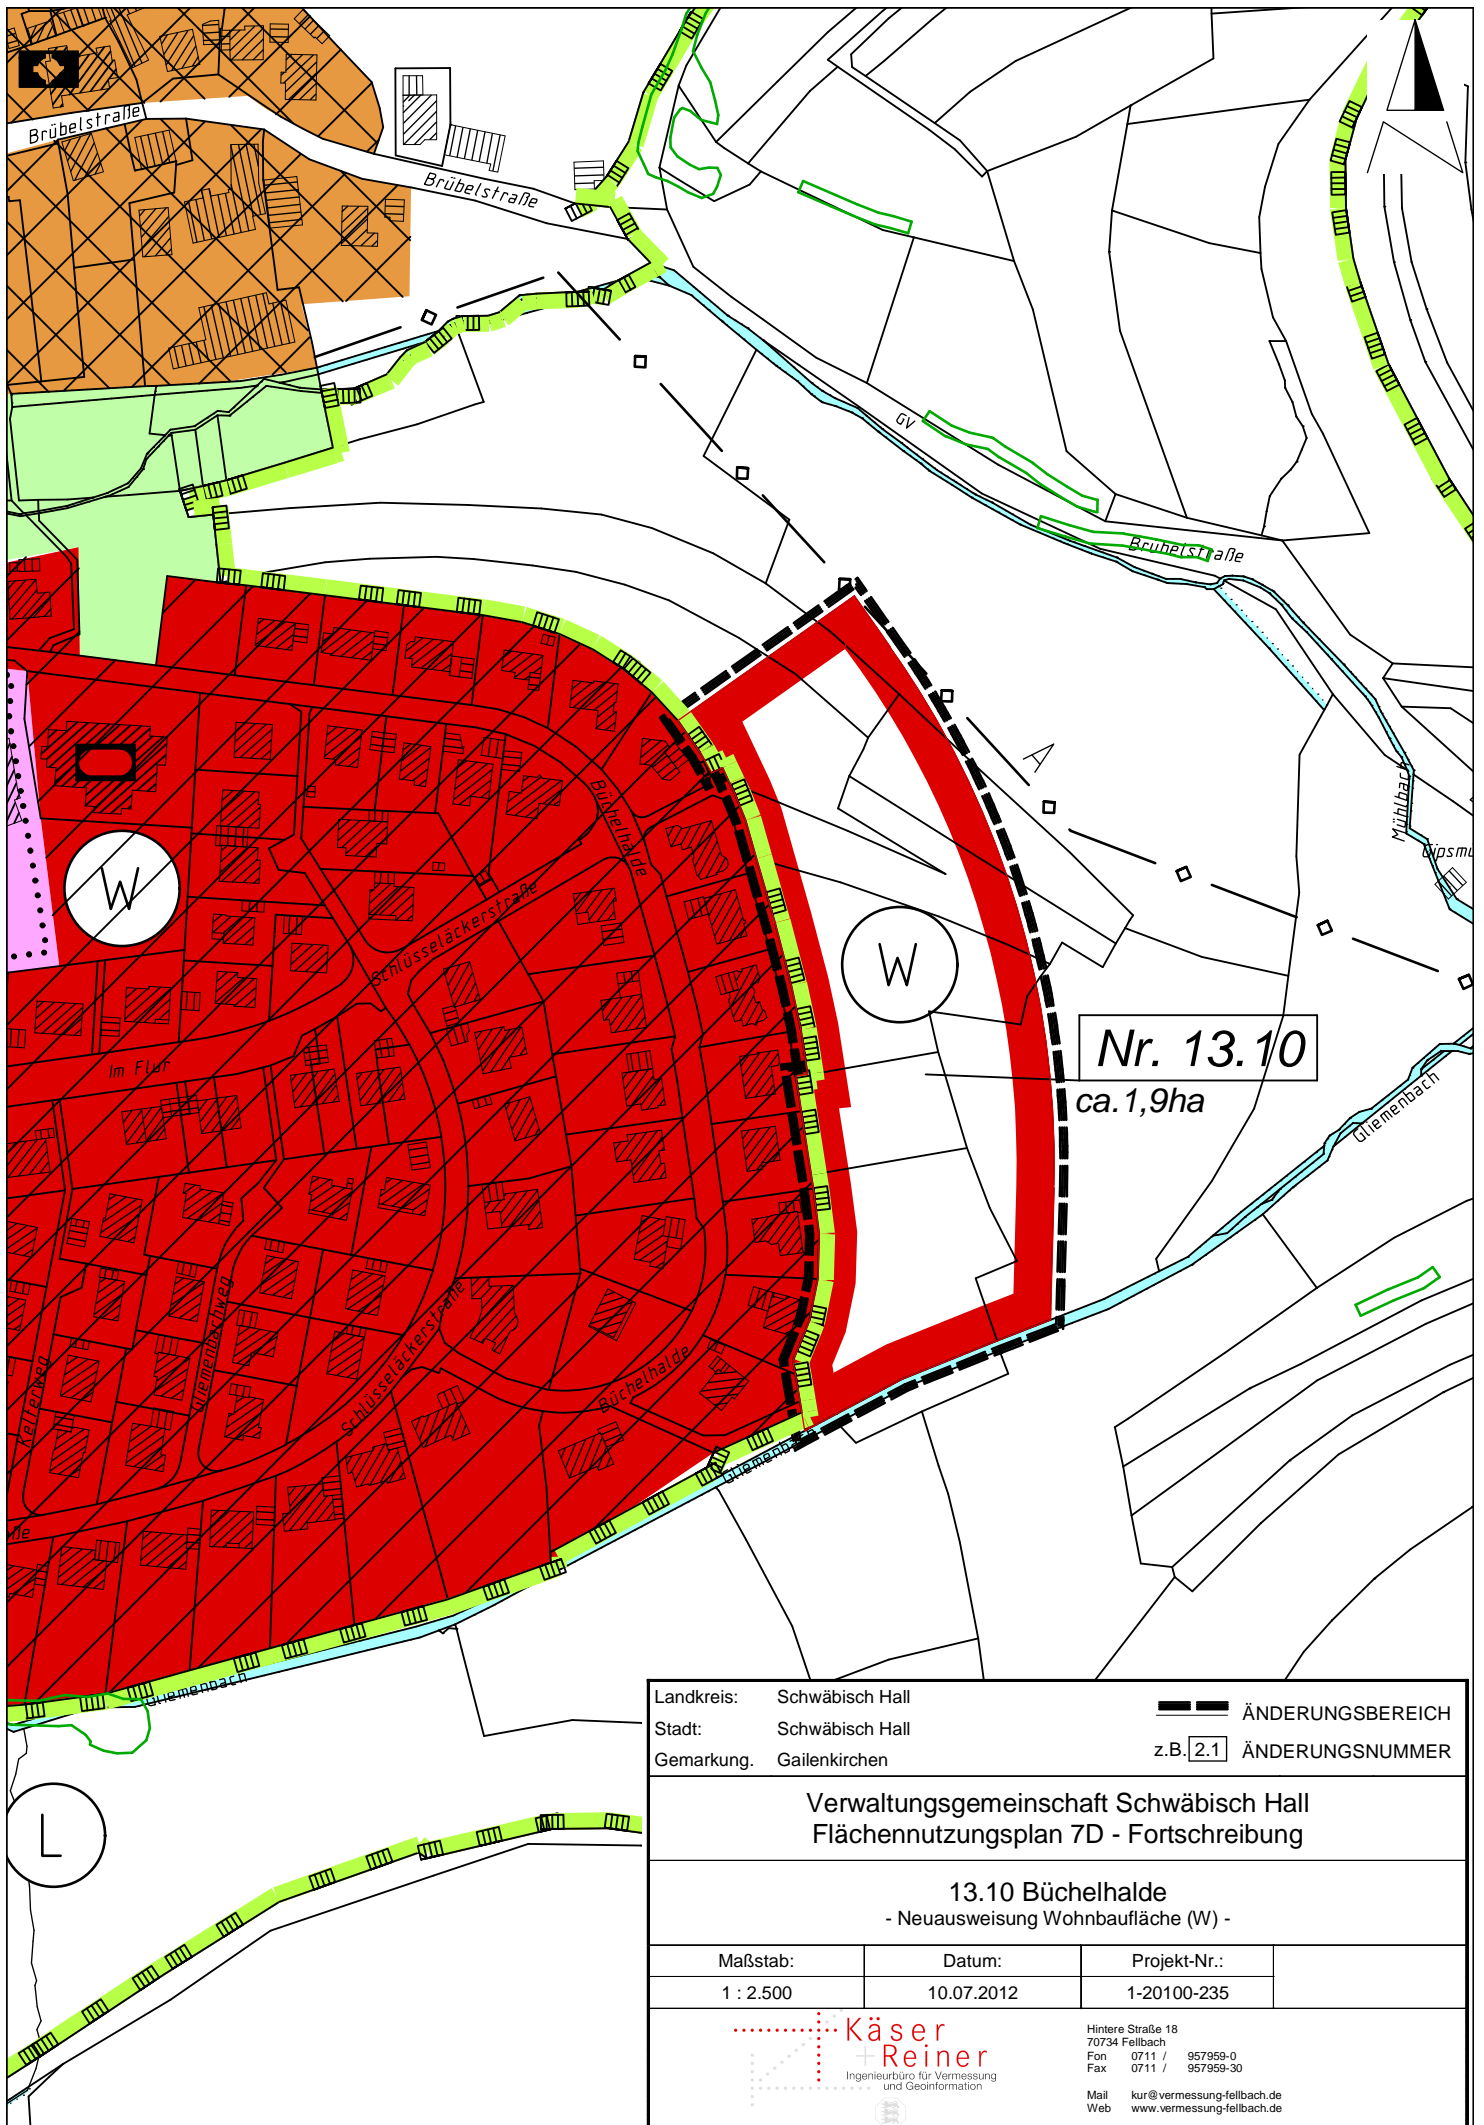 Brübelstraße
Brübelstraße
GV
Brübelstraße
A
Mühlbach
Büchelhalde
W
Schlüsseläckerstraße
W
Im Flur
Nr. 13.10
ca.1,9ha
Gliemenbach
Gliemenbachweg
Schlüsseläckerstraße
Kelterweg
Büchelhalde
Gliemenbach
Gliemenbach
L
Landkreis: Schwäbisch Hall
Stadt: Schwäbisch Hall
Gemarkung. Gailenkirchen
ÄNDERUNGSBEREICH
z.B. 2.1 ÄNDERUNGSNUMMER
Verwaltungsgemeinschaft Schwäbisch Hall
Flächennutzungsplan 7D - Fortschreibung
13.10 Büchelhalde
- Neuausweisung Wohnbaufläche (W) -
Maßstab: Datum: Projekt-Nr.:
1 : 2.500 10.07.2012 1-20100-235
Käser
+ Reiner
Ingenieurbüro für Vermessung
und Geoinformation
Hintere Straße 18
70734 Fellbach
Fon 0711 / 957959-0
Fax 0711 / 957959-30
Mail kur@vermessung-fellbach.de
Web www.vermessung-fellbach.de